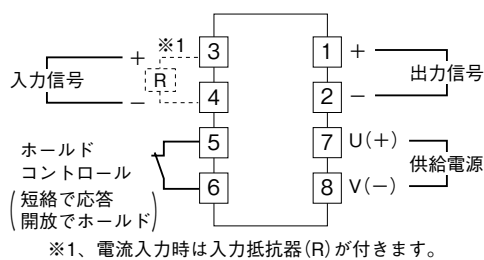 ※1
入力信号
+
−
R
3
4
5
6
1
2
7
8
+
−
出力信号
U(+)
V(−)
供給電源
ホールド
コントロール
(短絡で応答
開放でホールド)
※1、電流入力時は入力抵抗器(R)が付きます。